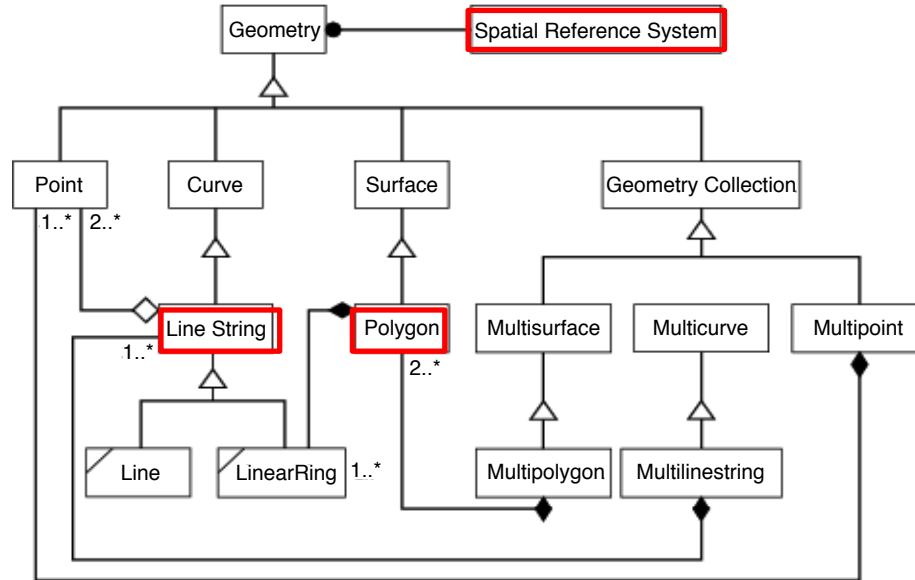 Geometry
Spatial Reference System
Point
Curve
Surface
Geometry Collection
1..*
2..*
Line String
Polygon
Multisurface
Multicurve
Multipoint
1..*
2..*
Line
LinearRing
1..*
Multipolygon
Multilinestring